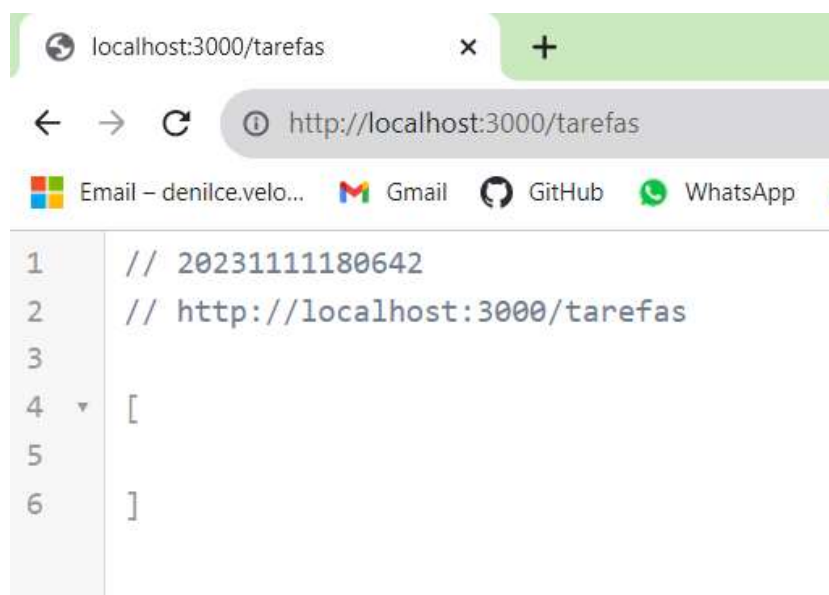 localhost:3000/tarefas
http://localhost:3000/tarefas
Email – denilce.velo... Gmail GitHub WhatsApp
1 // 20231111180642
2 // http://localhost:3000/tarefas
3
4 [
5
6 ]